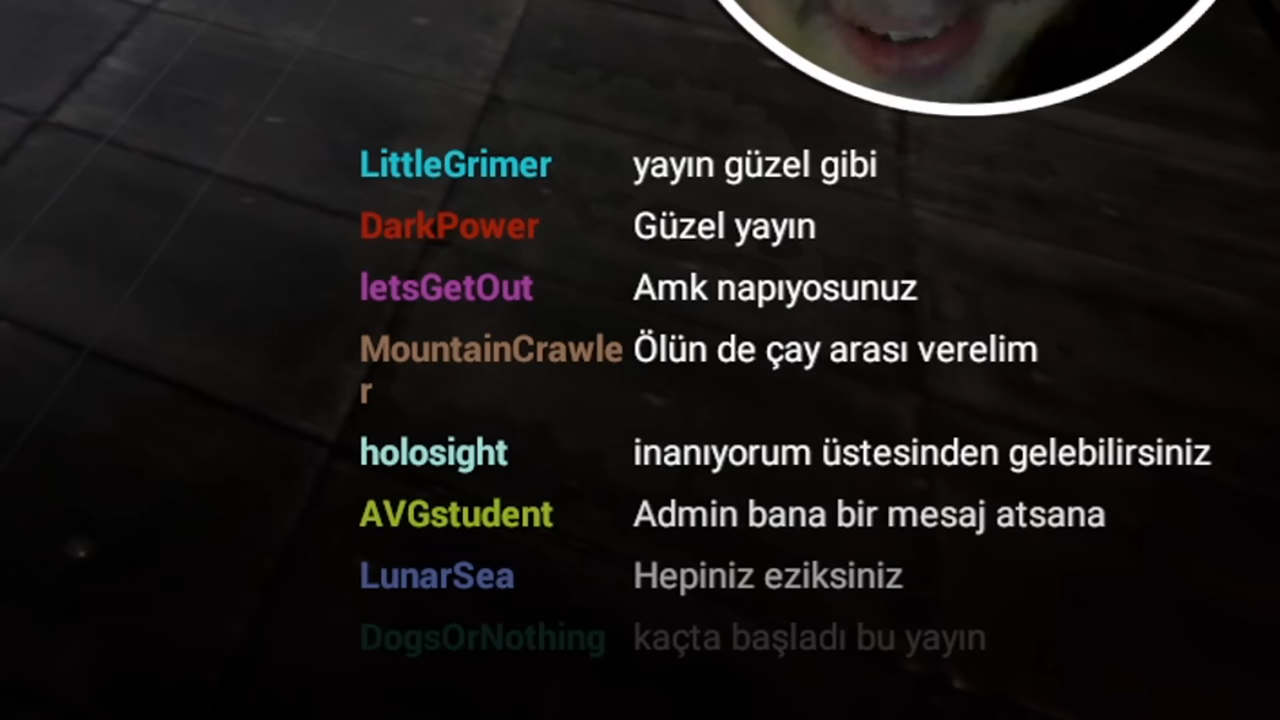 LittleGrimer yayın güzel gibi
DarkPower Güzel yayın
letsGetOut Amk napıyosunuz
MountainCrawle Ölün de çay arası verelim
r
holosight inanıyorum üstesinden gelebilirsiniz
AVGstudent Admin bana bir mesaj atsana
LunarSea Hepiniz eziksiniz
DogsOrNothing kaçta başladı bu yayın